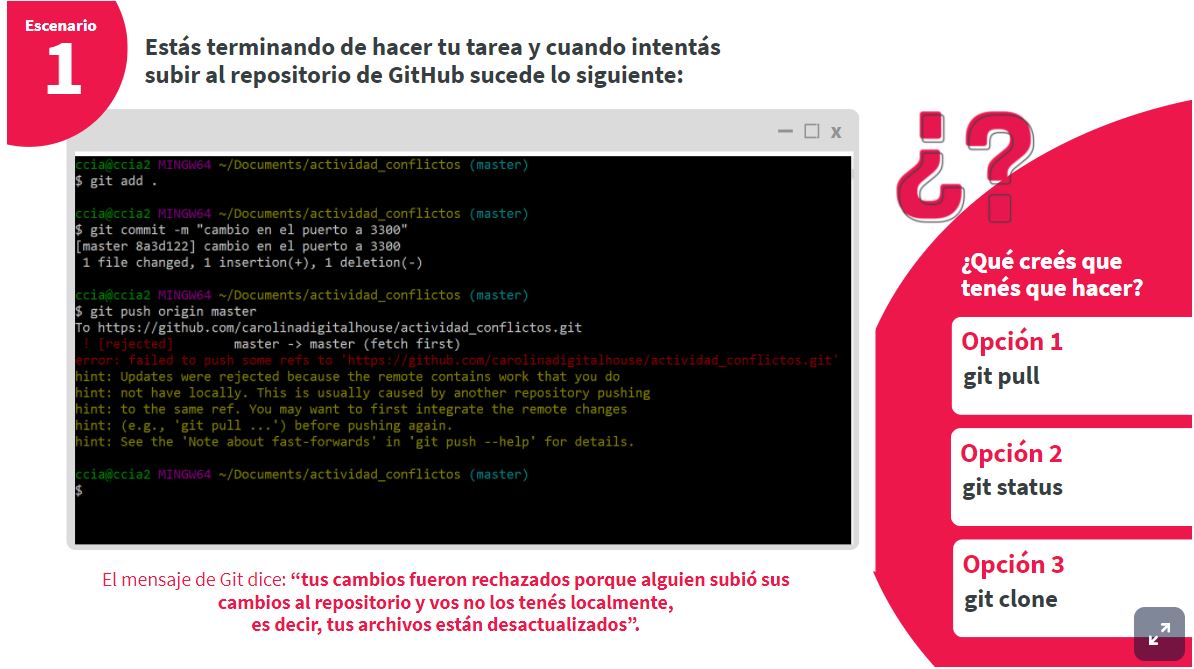 Escenario
1
Estás terminando de hacer tu tarea y cuando intentás
subir al repositorio de GitHub sucede lo siguiente:
x
ccia@ccia2 MINGW64 ~/Documents/actividad_conflictos (master)
$ git add .
ccia@ccia2 MINGW64 ~/Documents/actividad_conflictos (master)
$ git commit -m "cambio en el puerto a 3300"
[master 8a3d122] cambio en el puerto a 3300
1 file changed, 1 insertion(+), 1 deletion(-)
ccia@ccia2 MINGW64 ~/Documents/actividad_conflictos (master)
$ git push origin master
To https://github.com/carolinadigitalhouse/actividad_conflictos.git
! [rejected] master -> master (fetch first)
error: failed to push some refs to 'https://github.com/carolinadigitalhouse/actividad_conflictos.git'
hint: Updates were rejected because the remote contains work that you do
hint: not have locally. This is usually caused by another repository pushing
hint: to the same ref. You may want to first integrate the remote changes
hint: (e.g., 'git pull ...') before pushing again.
hint: See the 'Note about fast-forwards' in 'git push --help' for details.
ccia@ccia2 MINGW64 ~/Documents/actividad_conflictos (master)
$
El mensaje de Git dice: “tus cambios fueron rechazados porque alguien subió sus
cambios al repositorio y vos no los tenés localmente,
es decir, tus archivos están desactualizados”.
¿?
¿Qué creés que
tenés que hacer?
Opción 1
git pull
Opción 2
git status
Opción 3
git clone